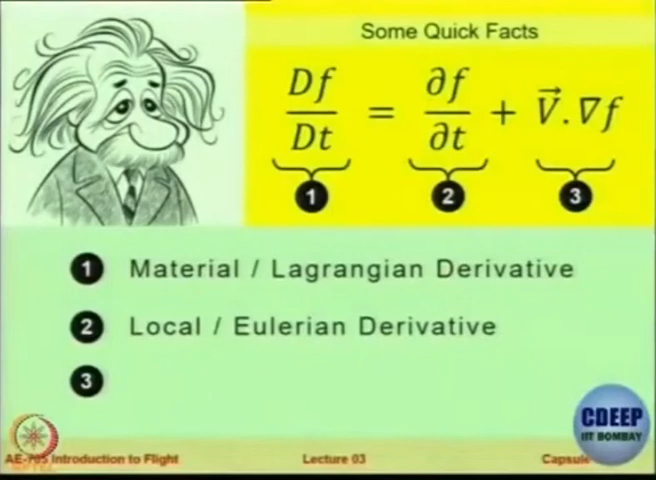 Some Quick Facts
Df/Dt = ∂f/∂t + V⃗.∇f
1 2 3
1 Material / Lagrangian Derivative
2 Local / Eulerian Derivative
3
CDEEP
IIT BOMBAY
AE-705 Introduction to Flight Lecture 03 Capsule
NPTEL